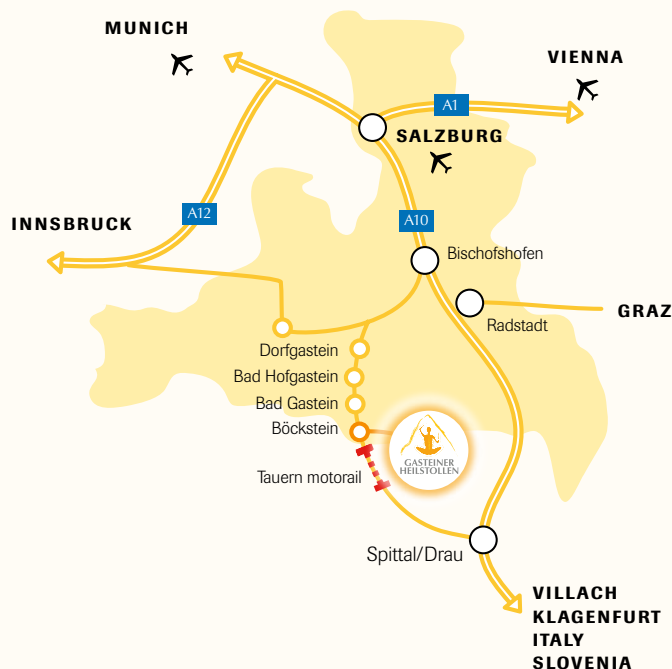 MUNICH
VIENNA
A1
SALZBURG
A12
A10
INNSBRUCK
Bischofshofen
GRAZ
Radstadt
Dorfgastein
Bad Hofgastein
Bad Gastein
Böckstein
GASTEINER
HEILSTOLLEN
Tauern motorail
Spittal/Drau
VILLACH
KLAGENFURT
ITALY
SLOVENIA